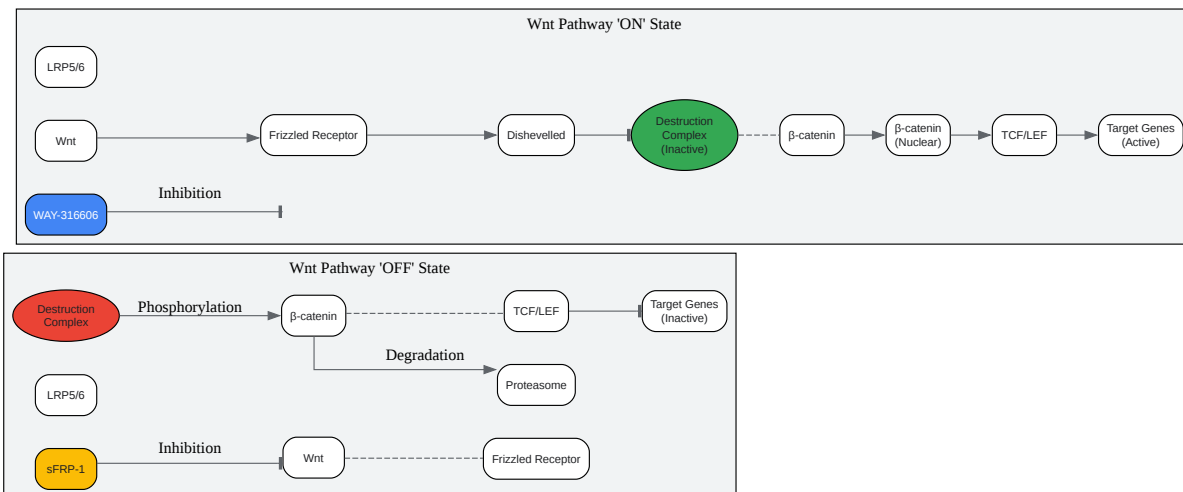 Wnt Pathway 'ON' State
LRP5/6
Wnt
Frizzled Receptor
Dishevelled
Destruction
Complex
(Inactive)
β-catenin
β-catenin
(Nuclear)
TCF/LEF
Target Genes
(Active)
WAY-316606
Inhibition
Wnt Pathway 'OFF' State
Destruction
Complex
Phosphorylation
β-catenin
TCF/LEF
Target Genes
(Inactive)
Degradation
Proteasome
LRP5/6
sFRP-1
Inhibition
Wnt
Frizzled Receptor